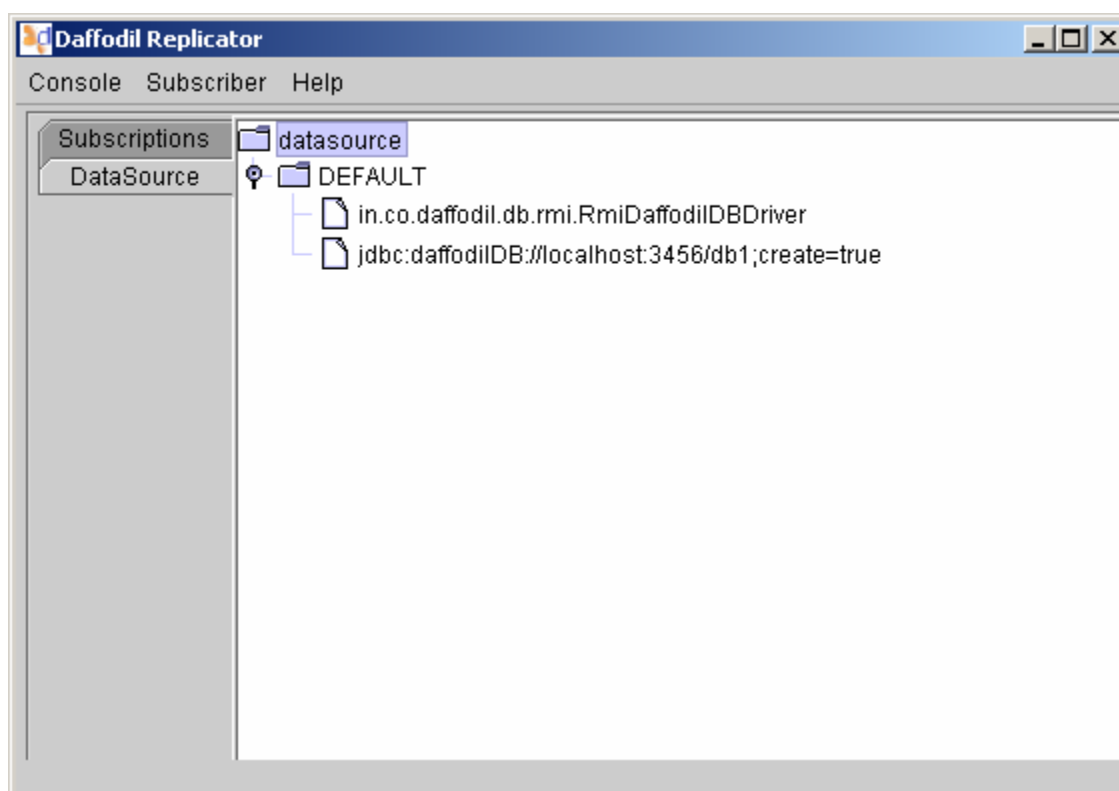 Daffodil Replicator
Console Subscriber Help
Subscriptions
DataSource
datasource
DEFAULT
in.co.daffodil.db.rmi.RmiDaffodilDBDriver
jdbc:daffodilDB://localhost:3456/db1;create=true